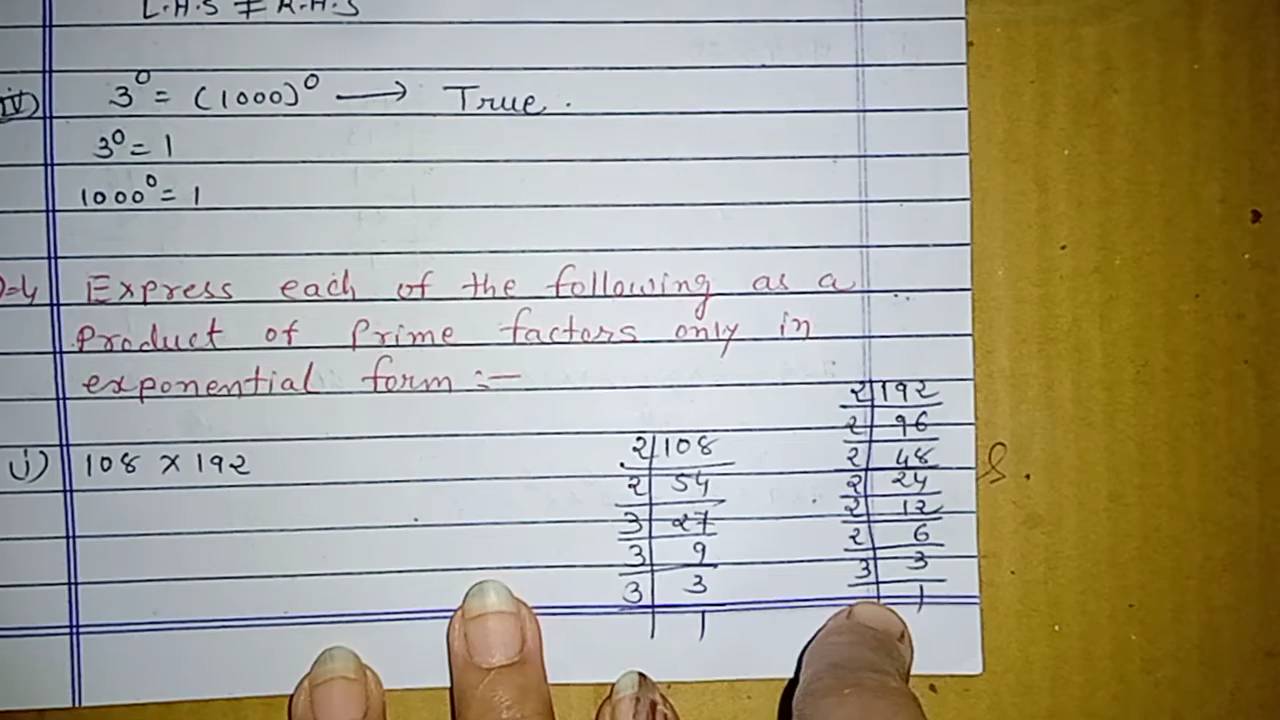 L.H.S ≠ R.H.S
iv) 3⁰ = (1000)⁰ ⟶ True.
3⁰ = 1
1000⁰ = 1
Express each of the following as a
Product of Prime factors only in
exponential form :-
i) 108 × 192
2 | 108
2 | 54
3 | 27
3 | 9
3 | 3
| 1
2 | 192
2 | 96
2 | 48
2 | 24
2 | 12
2 | 6
3 | 3
1